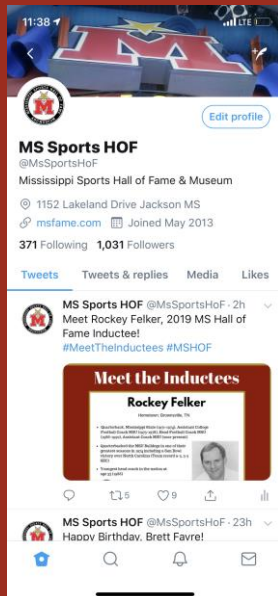 11:38
LTE
M
Edit profile
MS Sports HOF
@MsSportsHoF
Mississippi Sports Hall of Fame & Museum
1152 Lakeland Drive Jackson MS
msfame.com Joined May 2013
371 Following 1,031 Followers
Tweets Tweets & replies Media Likes
MS Sports HOF @MsSportsHoF · 2h
Meet Rockey Felker, 2019 MS Hall of
Fame Inductee!
#MeetTheInductees #MSHOF
Meet the Inductees
Rockey Felker
Hometown: Brownsville, TN
5 9
MS Sports HOF @MsSportsHoF · 23h
Happy Birthday, Brett Favre!